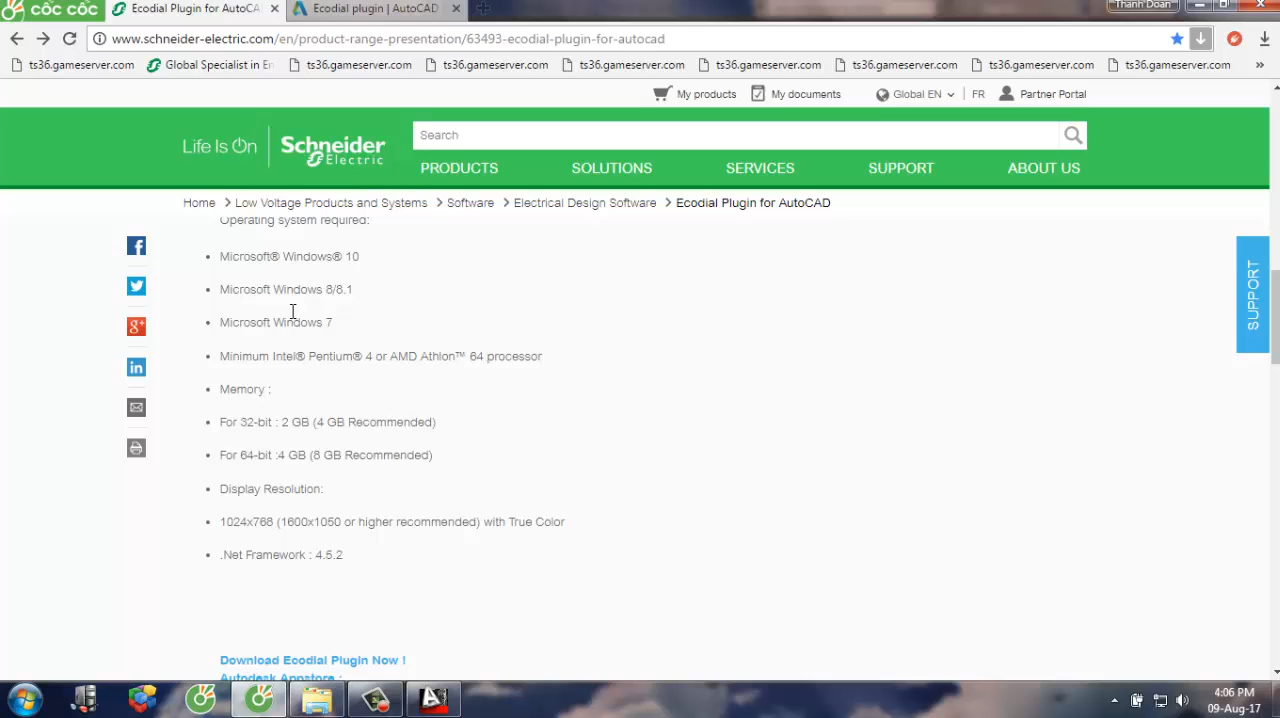 cốc cốc
Ecodial Plugin for AutoCA
Ecodial plugin | AutoCAD
Thanh Doan
www.schneider-electric.com/en/product-range-presentation/63493-ecodial-plugin-for-autocad
ts36.gameserver.com
Global Specialist in En
ts36.gameserver.com
ts36.gameserver.com
ts36.gameserver.com
ts36.gameserver.com
ts36.gameserver.com
ts36.gameserver.com
»
My products
My documents
Global EN
FR
Partner Portal
Life Is On
Schneider
Electric
Search
PRODUCTS
SOLUTIONS
SERVICES
SUPPORT
ABOUT US
Home > Low Voltage Products and Systems > Software > Electrical Design Software > Ecodial Plugin for AutoCAD
Operating system required:
• Microsoft® Windows® 10
• Microsoft Windows 8/8.1
• Microsoft Windows 7
• Minimum Intel® Pentium® 4 or AMD Athlon™ 64 processor
• Memory :
• For 32-bit : 2 GB (4 GB Recommended)
• For 64-bit :4 GB (8 GB Recommended)
• Display Resolution:
• 1024x768 (1600x1050 or higher recommended) with True Color
• .Net Framework : 4.5.2
SUPPORT
Download Ecodial Plugin Now !
Autodesk Appstore :
4:06 PM
09-Aug-17